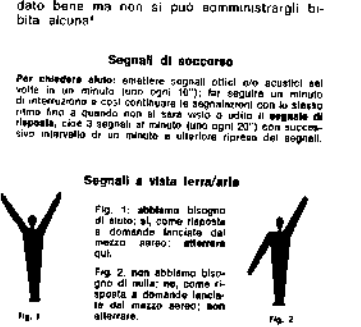 dato bene ma non si può somministrargli bi-
bita alcuna"
Segnali di soccorso
Per chiedere aiuto: emettere segnali ottici e/o acustici sei
volte in un minuto (uno ogni 10"); far seguire un minuto
di interruzione e così continuare le segnalazioni con lo stesso
ritmo fino a quando non si sarà visto o udito il segnale di
risposta, cioè 3 segnali al minuto (uno ogni 20") con succes-
sivo intervallo di un minuto e ulteriore ripresa dei segnali.
Segnali a vista terra/aria
Fig. 1: abbiamo bisogno
di aiuto; sì, come risposta
a domande lanciate dal
mezzo aereo; atterrare
qui.
Fig. 2. non abbiamo biso-
gno di nulla; no, come ri-
sposta a domande lancia-
te dal mezzo aereo; non
atterrare.
Fig. 1
Fig. 2